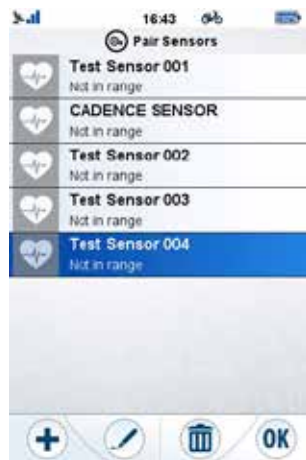 16:43
Pair Sensors
Test Sensor 001
Not in range
CADENCE SENSOR
Not in range
Test Sensor 002
Not in range
Test Sensor 003
Not in range
Test Sensor 004
Not in range
OK